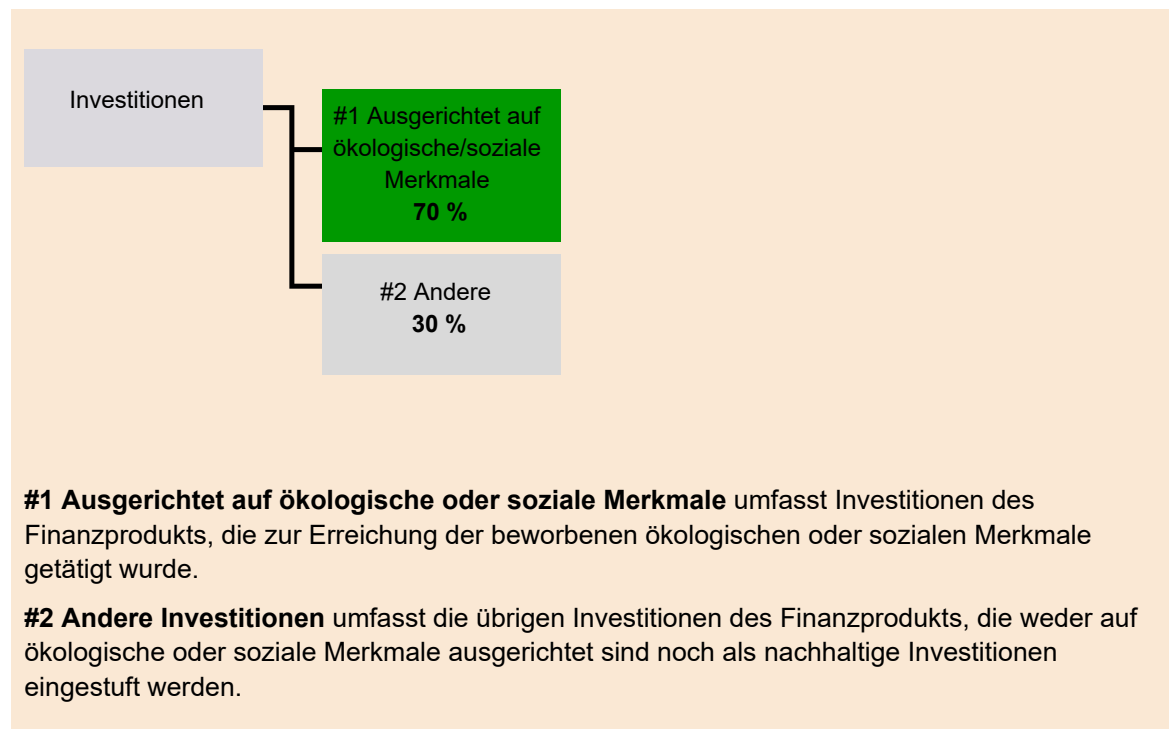 Investitionen
#1 Ausgerichtet auf
ökologische/soziale
Merkmale
70 %
#2 Andere
30 %
#1 Ausgerichtet auf ökologische oder soziale Merkmale umfasst Investitionen des
Finanzprodukts, die zur Erreichung der beworbenen ökologischen oder sozialen Merkmale
getätigt wurde.
#2 Andere Investitionen umfasst die übrigen Investitionen des Finanzprodukts, die weder auf
ökologische oder soziale Merkmale ausgerichtet sind noch als nachhaltige Investitionen
eingestuft werden.